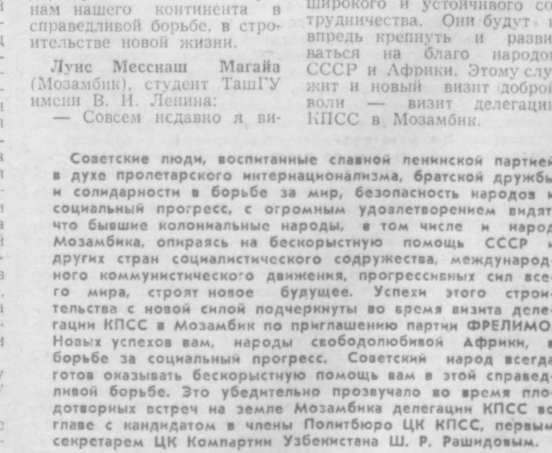 нам нашего континента в
справедливой борьбе, в стро-
ительстве новой жизни.
Луис Месснаш Магайа
(Мозамбик), студент ТашГУ
имени В. И. Ленина:
— Совсем недавно я ви-
широкого и устойчивого со
трудничества. Они будут
впредь крепнуть и разви
ваться на благо народо
СССР и Африки. Этому слу
жит и новый визит доброй
воли — визит делегации
КПСС в Мозамбик.
Советские люди, воспитанные славной ленинской партией
в духе пролетарского интернационализма, братской дружбы
и солидарности в борьбе за мир, безопасность народов и
социальный прогресс, с огромным удовлетворением видят
что бывшие колониальные народы, в том числе и народ
Мозамбика, опираясь на бескорыстную помощь СССР и
других стран социалистического содружества, международ-
ного коммунистического движения, прогрессивных сил все-
го мира, строят новое будущее. Успехи этого строи-
тельства с новой силой подчеркнуты во время визита деле-
гации КПСС в Мозамбик по приглашению партии ФРЕЛИМО.
Новых успехов вам, народы свободолюбивой Африки, в
борьбе за социальный прогресс. Советский народ всегда
готов оказывать бескорыстную помощь вам в этой справед-
ливой борьбе. Это убедительно прозвучало во время пло-
дотворных встреч на земле Мозамбика делегации КПСС во
главе с кандидатом в члены Политбюро ЦК КПСС, первым
секретарем ЦК Компартии Узбекистана Ш. Р. Рашидовым.